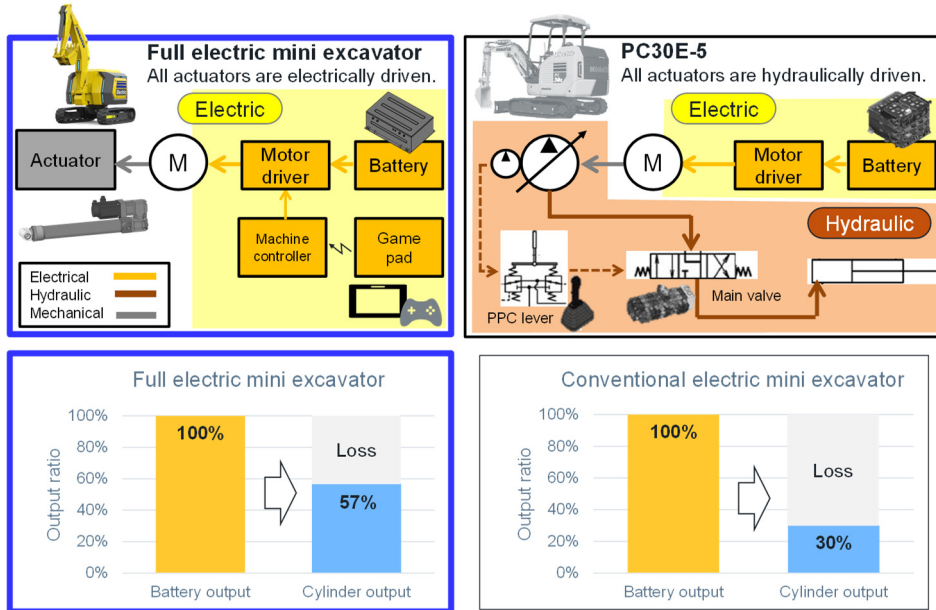 Full electric mini excavator
All actuators are electrically driven.
Electric
Actuator
M
Motor
driver
Battery
Machine
controller
Game
pad
Electrical
Hydraulic
Mechanical
PC30E-5
All actuators are hydraulically driven.
Electric
M
Motor
driver
Battery
Hydraulic
PPC lever
Main valve
Full electric mini excavator
Output ratio
100%
80%
60%
40%
20%
0%
100%
Loss
57%
Battery output
Cylinder output
Conventional electric mini excavator
Output ratio
100%
80%
60%
40%
20%
0%
100%
Loss
30%
Battery output
Cylinder output